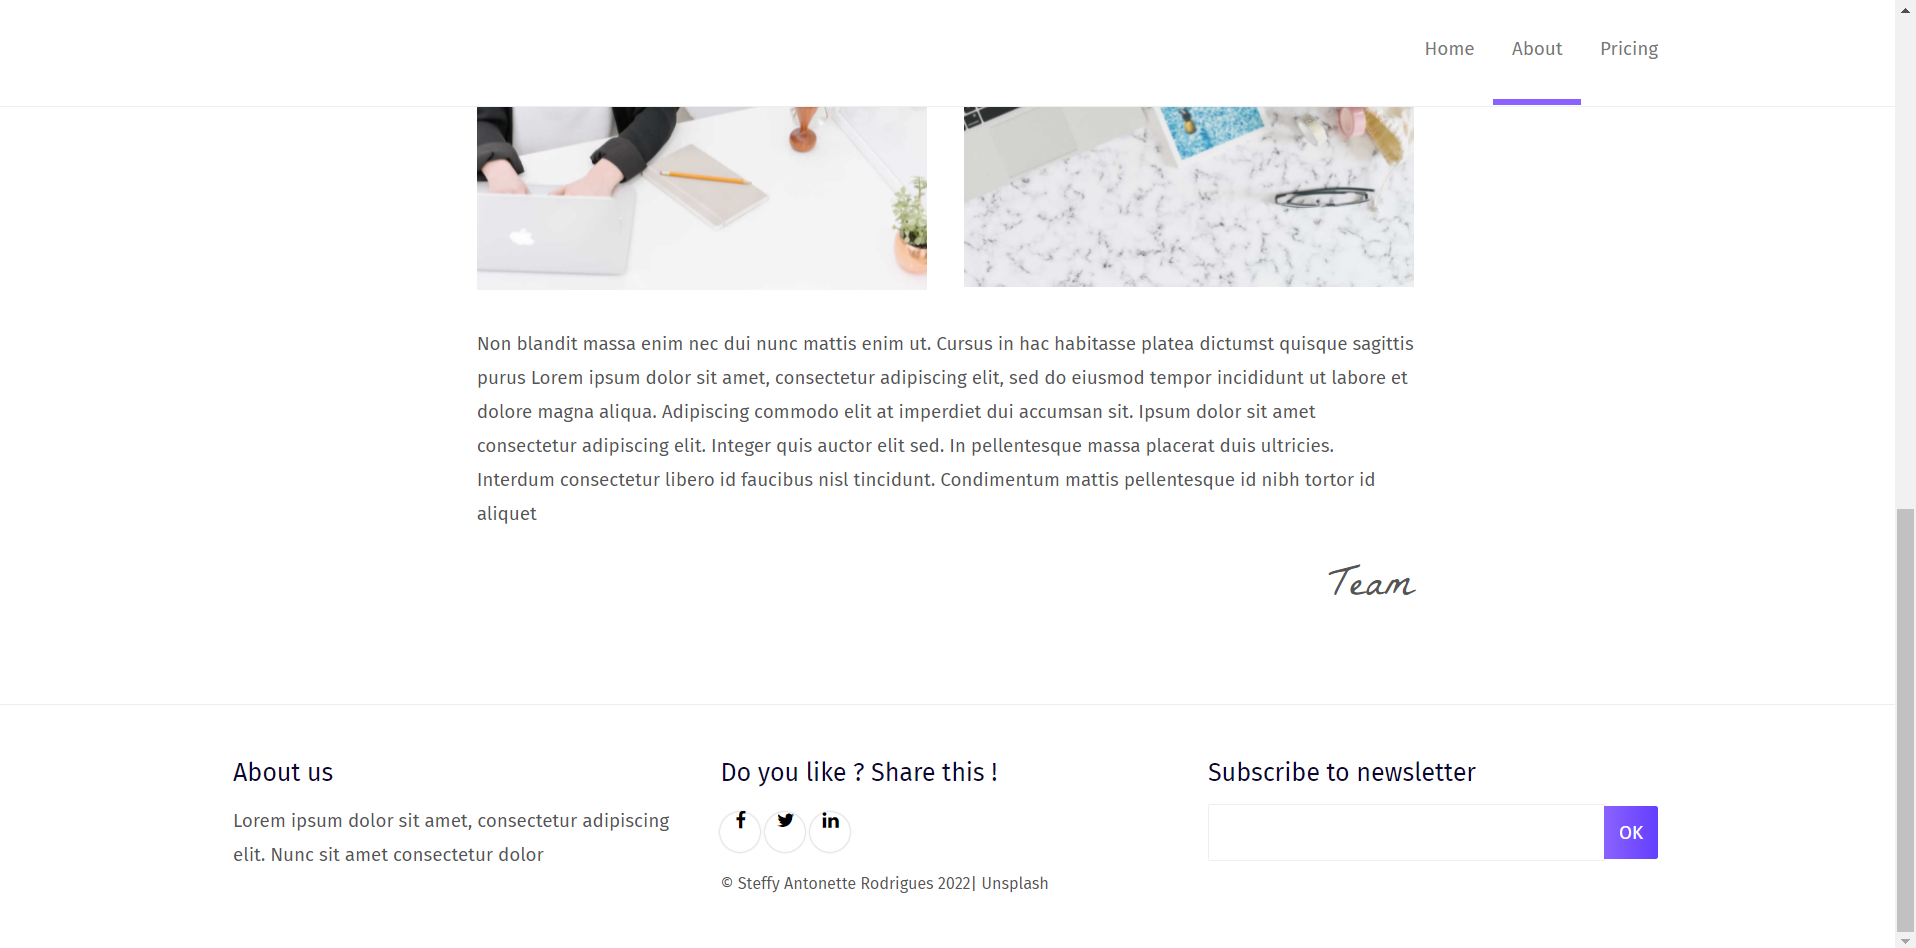 Home About Pricing
Non blandit massa enim nec dui nunc mattis enim ut. Cursus in hac habitasse platea dictumst quisque sagittis
purus Lorem ipsum dolor sit amet, consectetur adipiscing elit, sed do eiusmod tempor incididunt ut labore et
dolore magna aliqua. Adipiscing commodo elit at imperdiet dui accumsan sit. Ipsum dolor sit amet
consectetur adipiscing elit. Integer quis auctor elit sed. In pellentesque massa placerat duis ultricies.
Interdum consectetur libero id faucibus nisl tincidunt. Condimentum mattis pellentesque id nibh tortor id
aliquet
Team
About us
Lorem ipsum dolor sit amet, consectetur adipiscing
elit. Nunc sit amet consectetur dolor
Do you like ? Share this !
© Steffy Antonette Rodrigues 2022| Unsplash
Subscribe to newsletter
OK